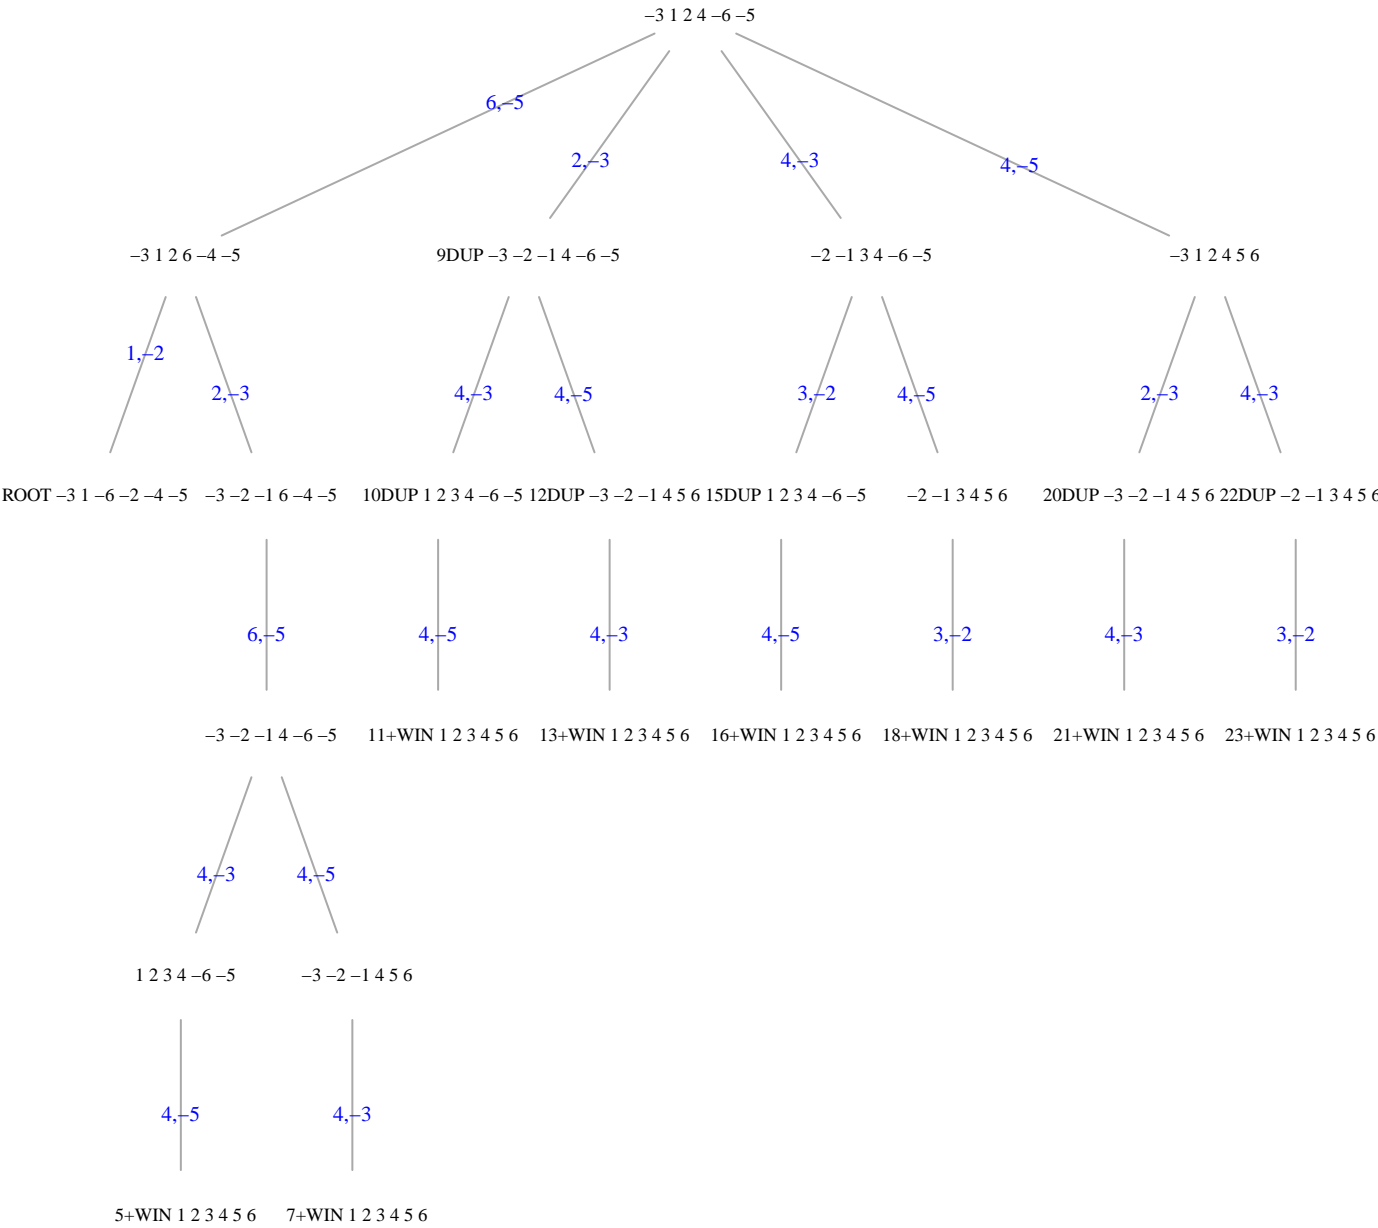 –3 1 2 4 –6 –5
6,–5
2,–3
4,–3
4,–5
–3 1 2 6 –4 –5
9DUP –3 –2 –1 4 –6 –5
–2 –1 3 4 –6 –5
–3 1 2 4 5 6
1,–2
2,–3
4,–3
4,–5
3,–2
4,–5
2,–3
4,–3
ROOT –3 1 –6 –2 –4 –5
–3 –2 –1 6 –4 –5
10DUP 1 2 3 4 –6 –5
12DUP –3 –2 –1 4 5 6
15DUP 1 2 3 4 –6 –5
–2 –1 3 4 5 6
20DUP –3 –2 –1 4 5 6
22DUP –2 –1 3 4 5 6
6,–5
4,–5
4,–3
4,–5
3,–2
4,–3
3,–2
–3 –2 –1 4 –6 –5
11+WIN 1 2 3 4 5 6
13+WIN 1 2 3 4 5 6
16+WIN 1 2 3 4 5 6
18+WIN 1 2 3 4 5 6
21+WIN 1 2 3 4 5 6
23+WIN 1 2 3 4 5 6
4,–3
4,–5
1 2 3 4 –6 –5
–3 –2 –1 4 5 6
4,–5
4,–3
5+WIN 1 2 3 4 5 6
7+WIN 1 2 3 4 5 6